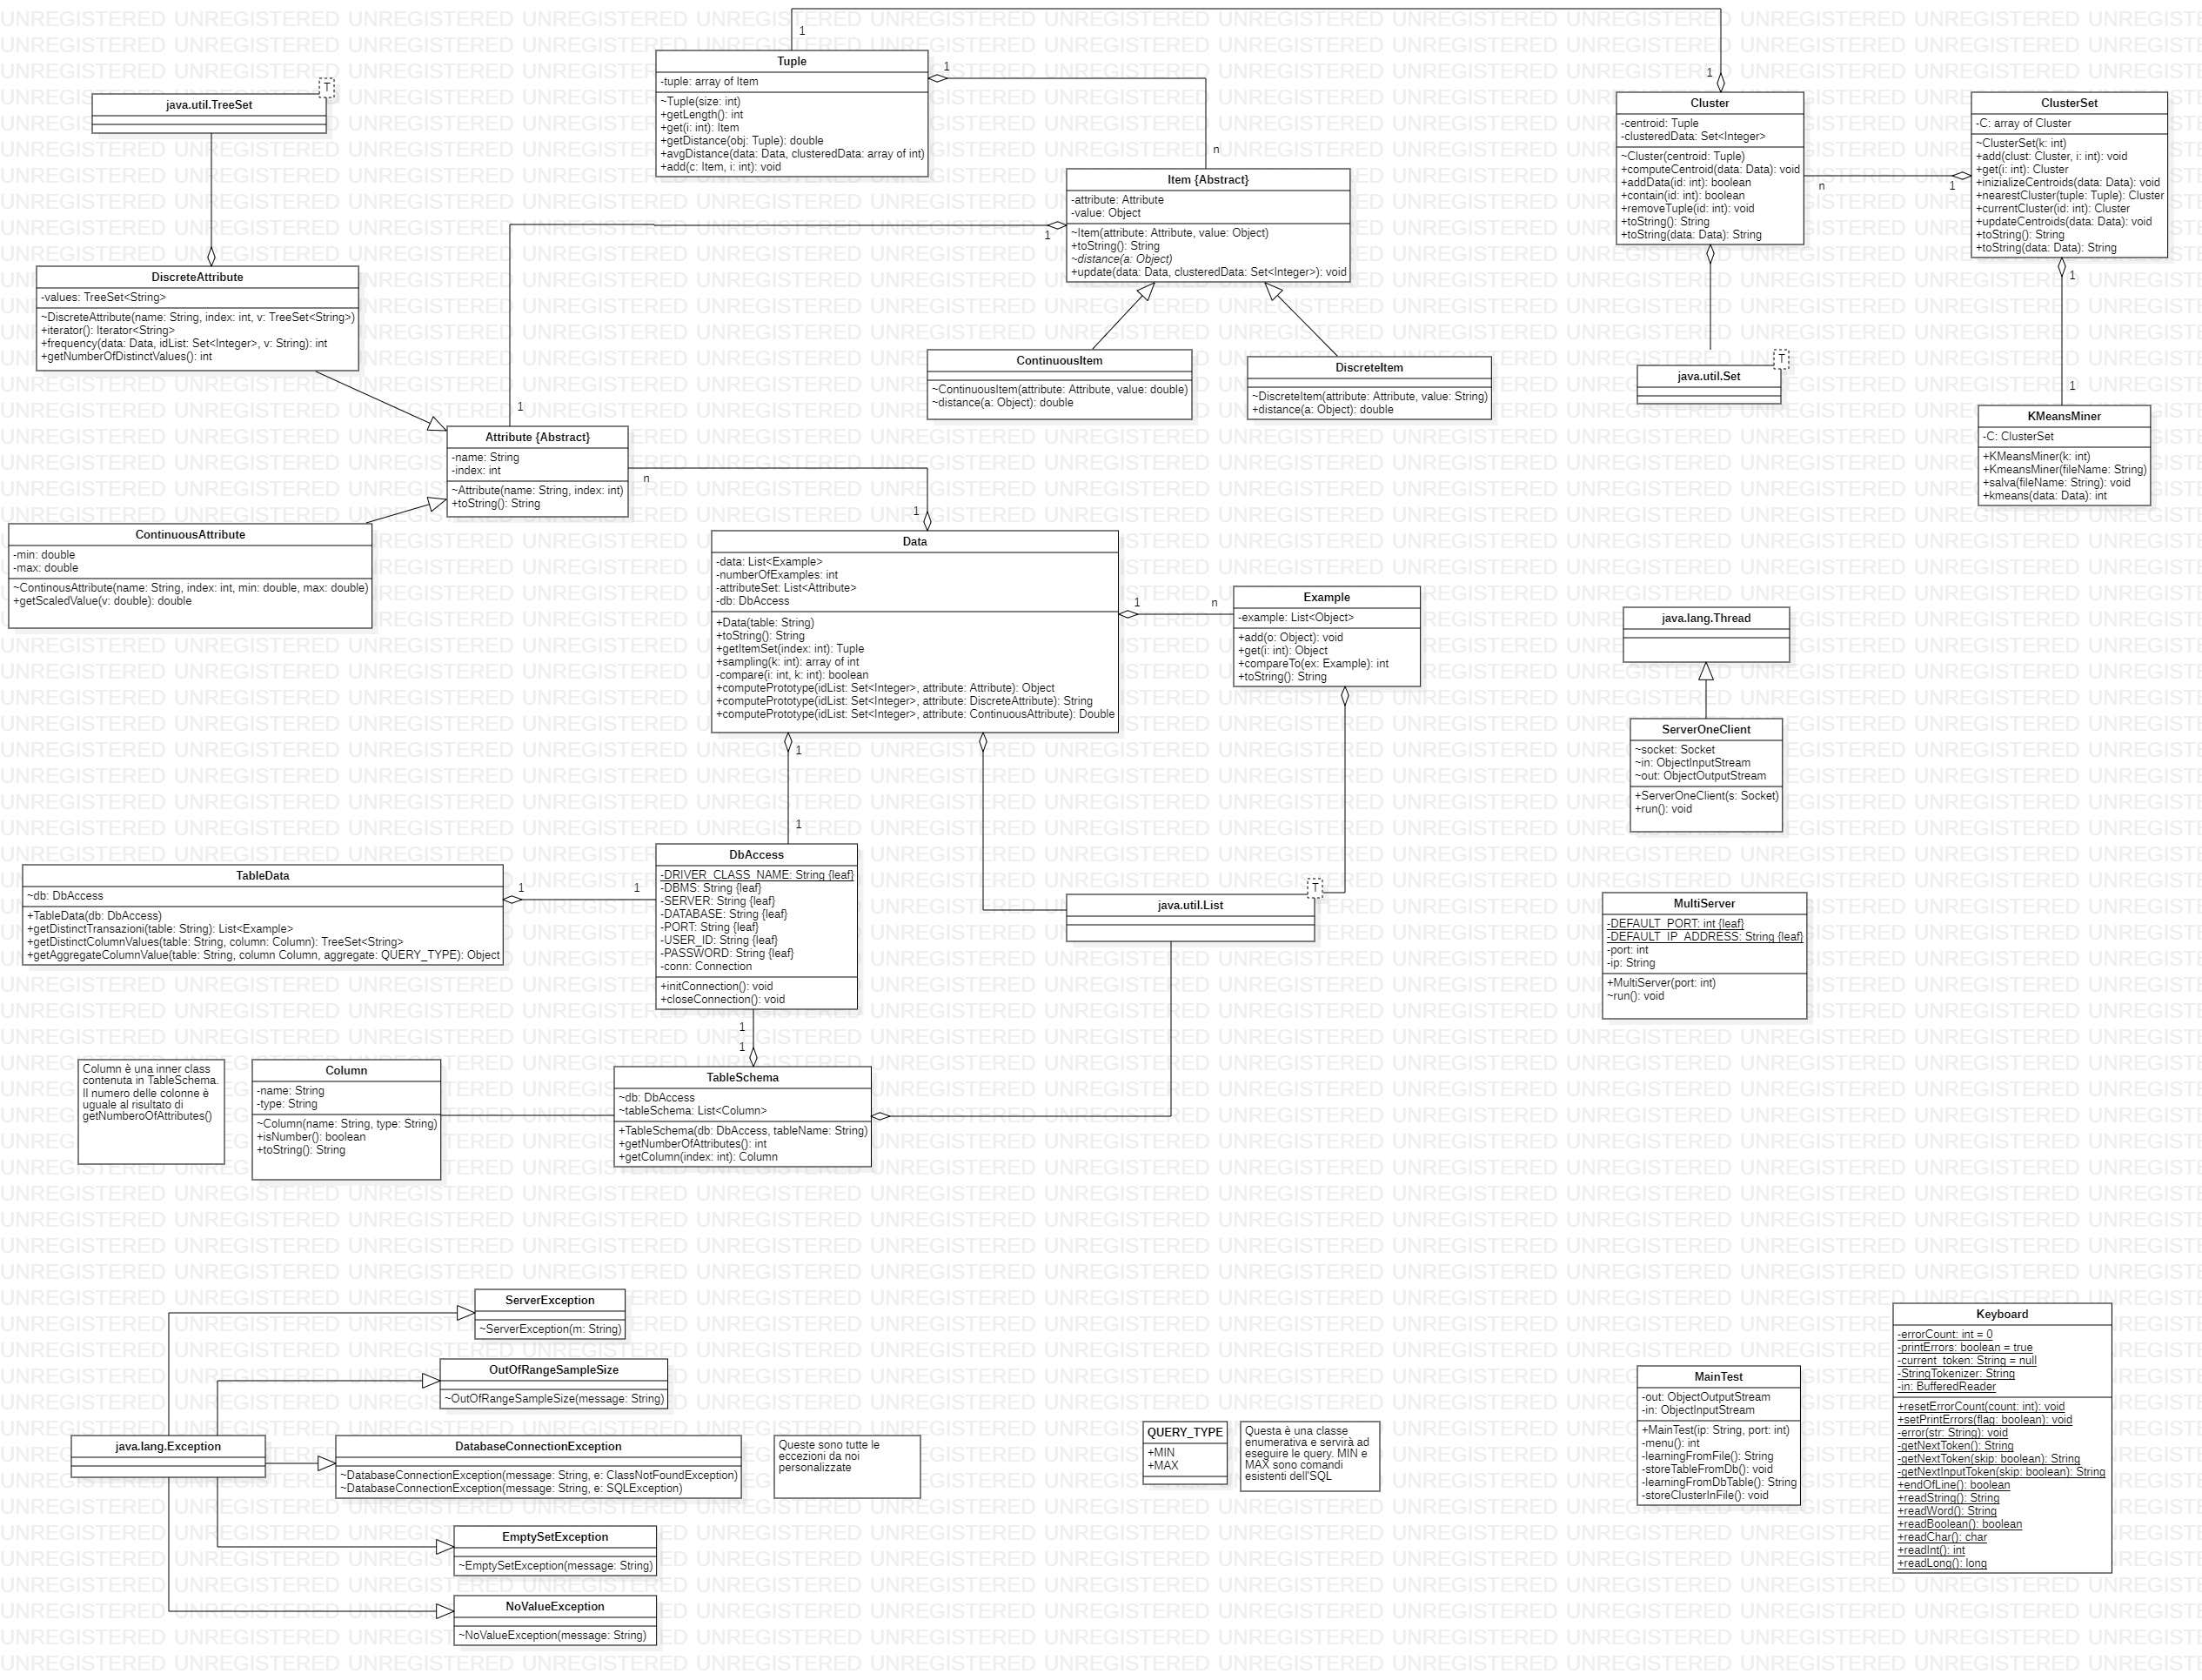 Tuple
-tuple: array of Item
~Tuple(size: int)
+getLength(): int
+get(i: int): Item
+getDistance(obj: Tuple): double
+avgDistance(data: Data, clusteredData: array of int)
+add(c: Item, i: int): void
1
1
n
1
java.util.TreeSet
T
Cluster
-centroid: Tuple
-clusteredData: Set<Integer>
~Cluster(centroid: Tuple)
+computeCentroid(data: Data): void
+addData(id: int): boolean
+contain(id: int): boolean
+removeTuple(id: int): void
+toString(): String
+toString(data: Data): String
n
1
ClusterSet
-C: array of Cluster
~ClusterSet(k: int)
+add(clust: Cluster, i: int): void
+get(i: int): Cluster
+inizializeCentroids(data: Data): void
+nearestCluster(tuple: Tuple): Cluster
+currentCluster(id: int): Cluster
+updateCentroids(data: Data): void
+toString(): String
+toString(data: Data): String
1
1
Item {Abstract}
-attribute: Attribute
-value: Object
~Item(attribute: Attribute, value: Object)
+toString(): String
~distance(a: Object)
+update(data: Data, clusteredData: Set<Integer>): void
1
1
DiscreteAttribute
-values: TreeSet<String>
~DiscreteAttribute(name: String, index: int, v: TreeSet<String>)
+iterator(): Iterator<String>
+frequency(data: Data, idList: Set<Integer>, v: String): int
+getNumberOfDistinctValues(): int
ContinuousItem
~ContinuousItem(attribute: Attribute, value: double)
~distance(a: Object): double
DiscreteItem
~DiscreteItem(attribute: Attribute, value: String)
+distance(a: Object): double
java.util.Set
T
KMeansMiner
-C: ClusterSet
+KMeansMiner(k: int)
+KmeansMiner(fileName: String)
+salva(fileName: String): void
+kmeans(data: Data): int
Attribute {Abstract}
-name: String
-index: int
~Attribute(name: String, index: int)
+toString(): String
n
1
ContinuousAttribute
-min: double
-max: double
~ContinousAttribute(name: String, index: int, min: double, max: double)
+getScaledValue(v: double): double
Data
-data: List<Example>
-numberOfExamples: int
-attributeSet: List<Attribute>
-db: DbAccess
+Data(table: String)
+toString(): String
+getItemSet(index: int): Tuple
+sampling(k: int): array of int
-compare(i: int, k: int): boolean
+computePrototype(idList: Set<Integer>, attribute: Attribute): Object
+computePrototype(idList: Set<Integer>, attribute: DiscreteAttribute): String
+computePrototype(idList: Set<Integer>, attribute: ContinuousAttribute): Double
1
n
Example
-example: List<Object>
+add(o: Object): void
+get(i: int): Object
+compareTo(ex: Example): int
+toString(): String
java.lang.Thread
ServerOneClient
~socket: Socket
~in: ObjectInputStream
~out: ObjectOutputStream
+ServerOneClient(s: Socket)
+run(): void
1
1
TableData
~db: DbAccess
+TableData(db: DbAccess)
+getDistinctTransazioni(table: String): List<Example>
+getDistinctColumnValues(table: String, column: Column): TreeSet<String>
+getAggregateColumnValue(table: String, column Column, aggregate: QUERY_TYPE): Object
1
1
DbAccess
-DRIVER_CLASS_NAME: String {leaf}
-DBMS: String {leaf}
-SERVER: String {leaf}
-DATABASE: String {leaf}
-PORT: String {leaf}
-USER_ID: String {leaf}
-PASSWORD: String {leaf}
-conn: Connection
+initConnection(): void
+closeConnection(): void
1
1
java.util.List
T
MultiServer
-DEFAULT_PORT: int {leaf}
-DEFAULT_IP_ADDRESS: String {leaf}
-port: int
-ip: String
+MultiServer(port: int)
~run(): void
Column è una inner class
contenuta in TableSchema.
Il numero delle colonne è
uguale al risultato di
getNumberoOfAttributes()
Column
-name: String
-type: String
~Column(name: String, type: String)
+isNumber(): boolean
+toString(): String
TableSchema
~db: DbAccess
~tableSchema: List<Column>
+TableSchema(db: DbAccess, tableName: String)
+getNumberOfAttributes(): int
+getColumn(index: int): Column
ServerException
~ServerException(m: String)
OutOfRangeSampleSize
~OutOfRangeSampleSize(message: String)
java.lang.Exception
DatabaseConnectionException
~DatabaseConnectionException(message: String, e: ClassNotFoundException)
~DatabaseConnectionException(message: String, e: SQLException)
EmptySetException
~EmptySetException(message: String)
NoValueException
~NoValueException(message: String)
Queste sono tutte le
eccezioni da noi
personalizzate
QUERY_TYPE
+MIN
+MAX
Questa è una classe
enumerativa e servirà ad
eseguire le query. MIN e
MAX sono comandi
esistenti dell'SQL
MainTest
-out: ObjectOutputStream
-in: ObjectInputStream
+MainTest(ip: String, port: int)
-menu(): int
-learningFromFile(): String
-storeTableFromDb(): void
-learningFromDbTable(): String
-storeClusterInFile(): void
Keyboard
-errorCount: int = 0
-printErrors: boolean = true
-current_token: String = null
-StringTokenizer: String
-in: BufferedReader
+resetErrorCount(count: int): void
+setPrintErrors(flag: boolean): void
-error(str: String): void
-getNextToken(): String
-getNextToken(skip: boolean): String
-getNextInputToken(skip: boolean): String
+endOfLine(): boolean
+readString(): String
+readWord(): String
+readBoolean(): boolean
+readChar(): char
+readInt(): int
+readLong(): long